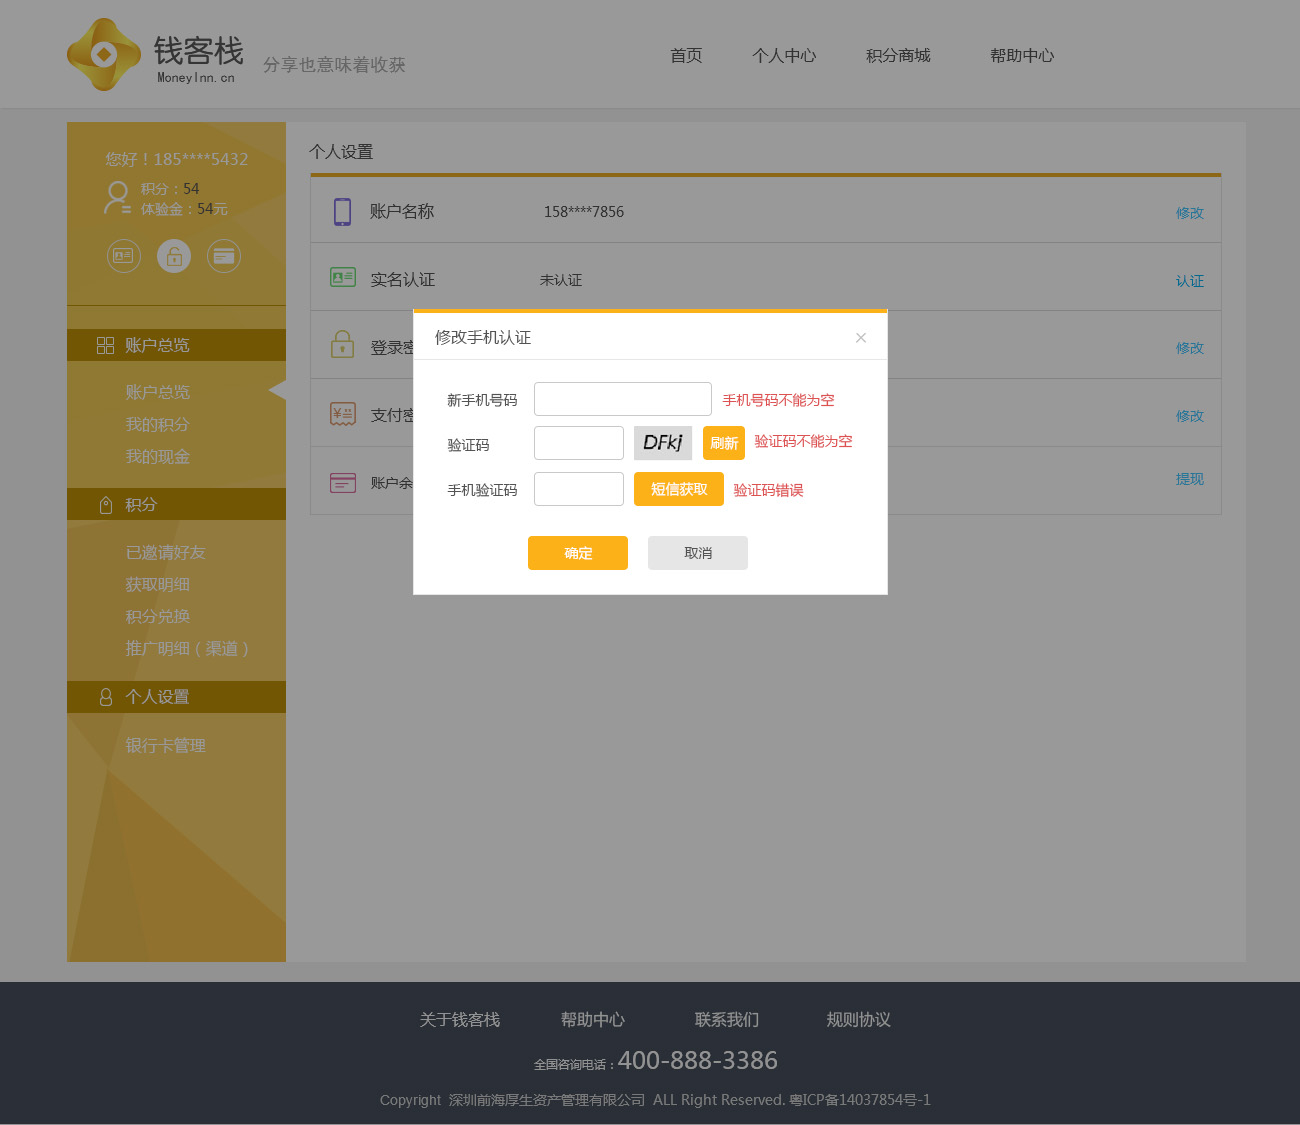 钱客栈
MoneyInn.cn
分享也意味着收获
首页 个人中心 积分商城 帮助中心
您好！185****5432
积分：54
体验金：54元
账户总览
账户总览
我的积分
我的现金
积分
已邀请好友
获取明细
积分兑换
推广明细（渠道）
个人设置
银行卡管理
个人设置
账户名称 158****7856 修改
实名认证 未认证 认证
登录密 修改
支付密 修改
账户余 提现
修改手机认证 ×
新手机号码 手机号码不能为空
验证码 DFkj 刷新 验证码不能为空
手机验证码 短信获取 验证码错误
确定 取消
关于钱客栈 帮助中心 联系我们 规则协议
全国咨询电话：400-888-3386
Copyright 深圳前海厚生资产管理有限公司 ALL Right Reserved. 粤ICP备14037854号-1